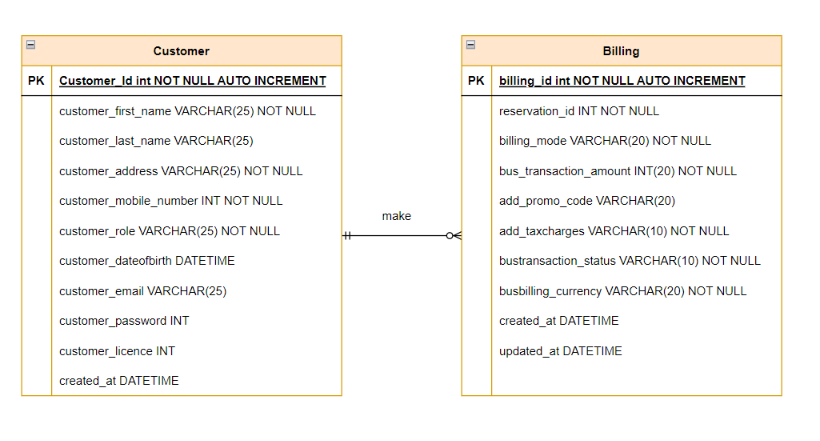 Customer
PK Customer_Id int NOT NULL AUTO INCREMENT
customer_first_name VARCHAR(25) NOT NULL
customer_last_name VARCHAR(25)
customer_address VARCHAR(25) NOT NULL
customer_mobile_number INT NOT NULL
customer_role VARCHAR(25) NOT NULL
customer_dateofbirth DATETIME
customer_email VARCHAR(25)
customer_password INT
customer_licence INT
created_at DATETIME
make
Billing
PK billing_id int NOT NULL AUTO INCREMENT
reservation_id INT NOT NULL
billing_mode VARCHAR(20) NOT NULL
bus_transaction_amount INT(20) NOT NULL
add_promo_code VARCHAR(20)
add_taxcharges VARCHAR(10) NOT NULL
bustransaction_status VARCHAR(10) NOT NULL
busbilling_currency VARCHAR(20) NOT NULL
created_at DATETIME
updated_at DATETIME